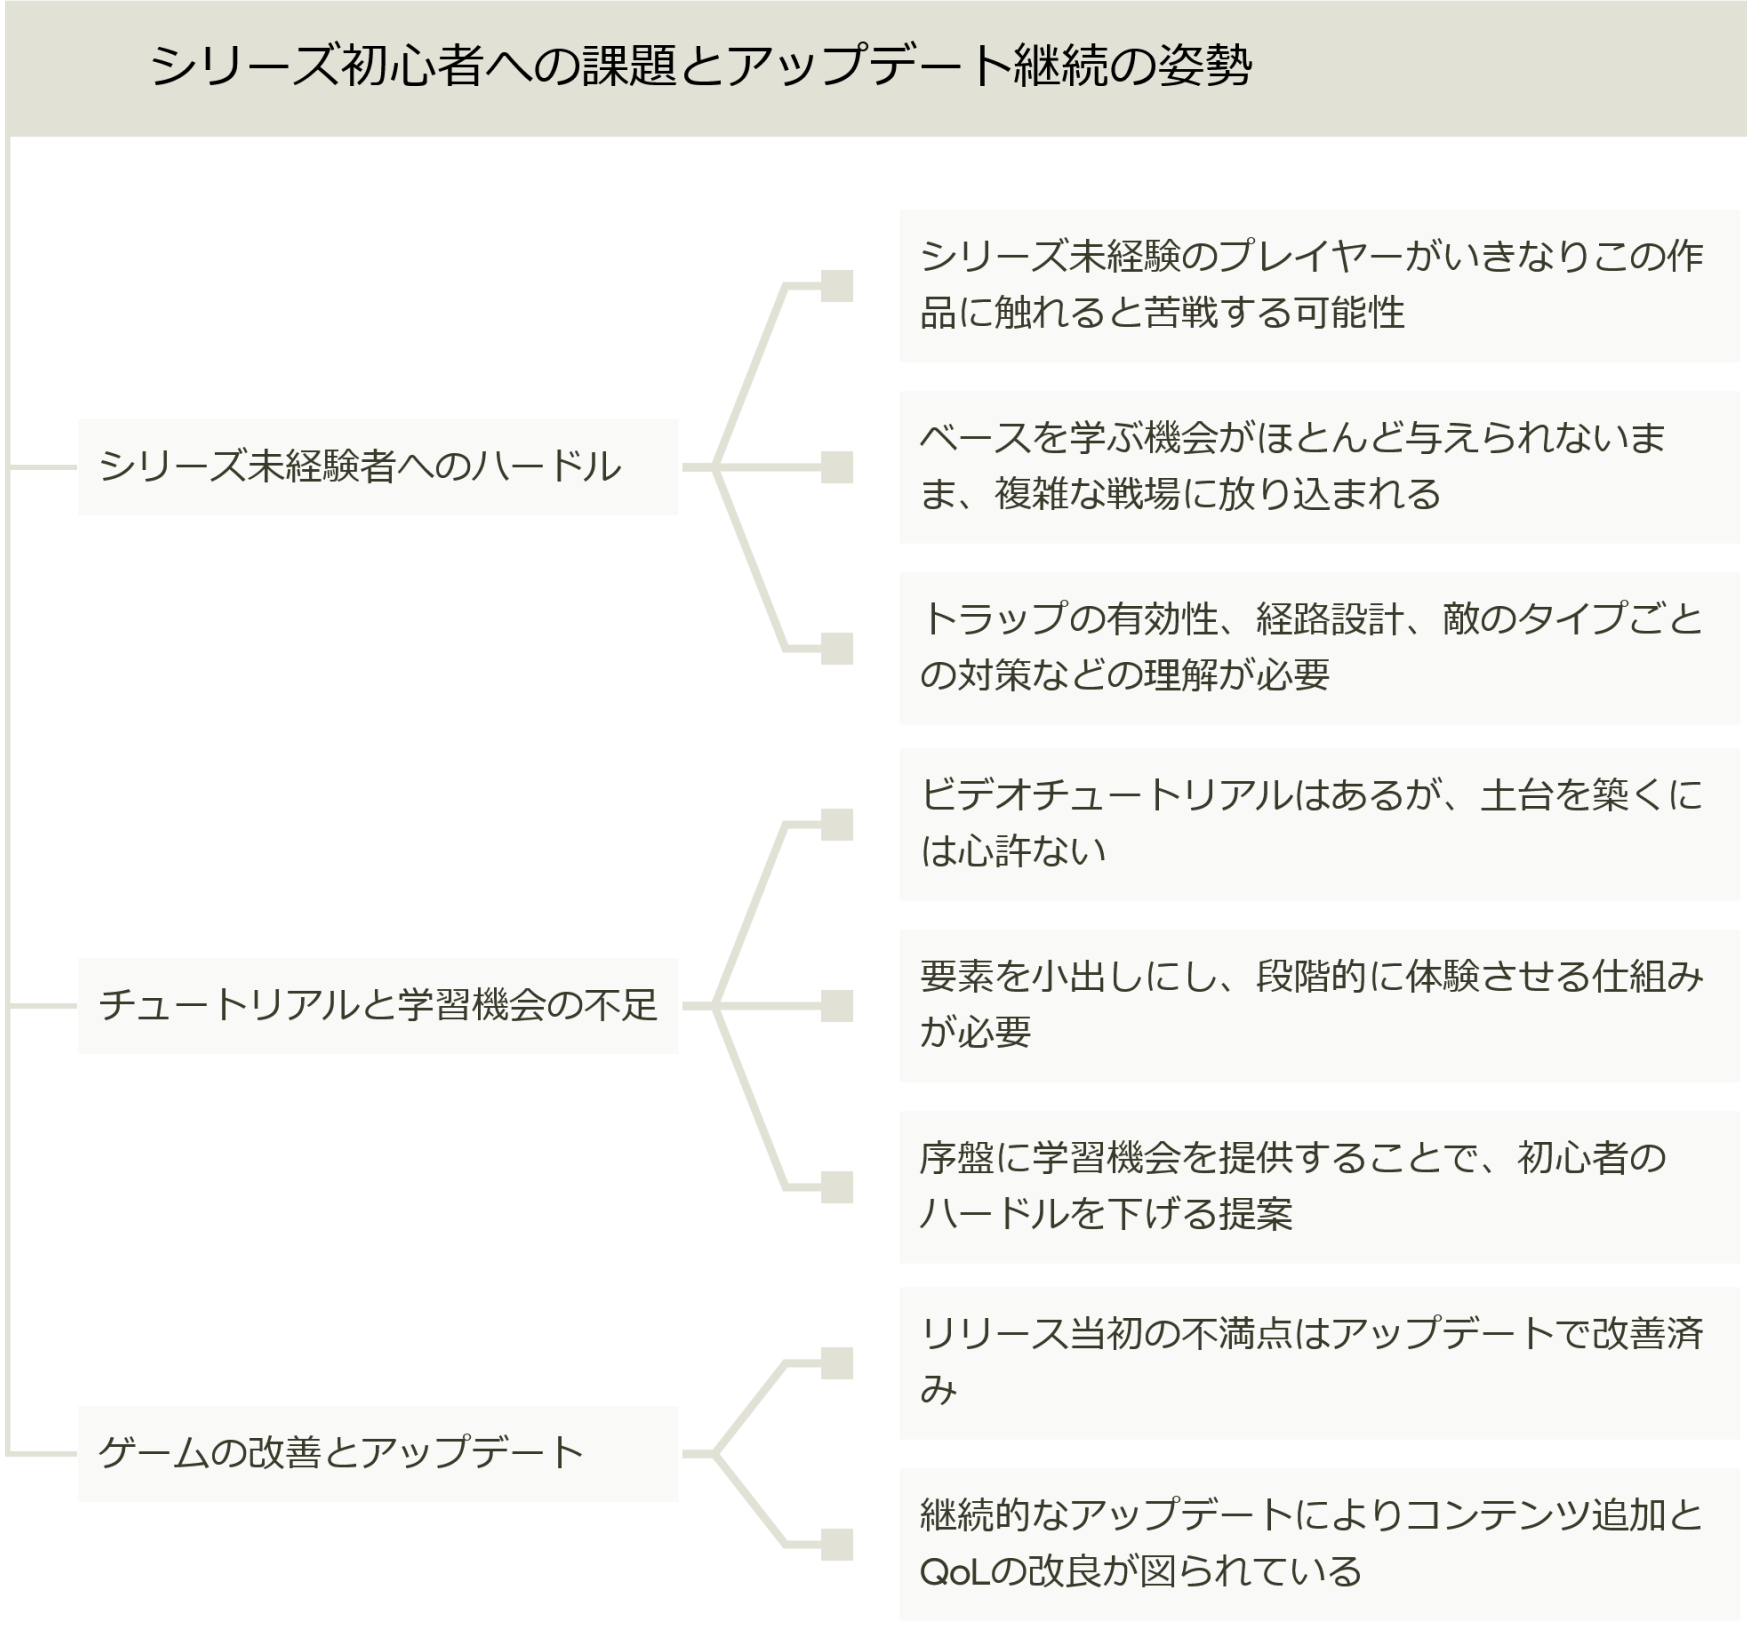 シリーズ初心者への課題とアップデート継続の姿勢
シリーズ未経験者へのハードル
シリーズ未経験のプレイヤーがいきなりこの作
品に触れると苦戦する可能性
ベースを学ぶ機会がほとんど与えられないま
ま、複雑な戦場に放り込まれる
トラップの有効性、経路設計、敵のタイプごと
の対策などの理解が必要
チュートリアルと学習機会の不足
ビデオチュートリアルはあるが、土台を築くに
は心許ない
要素を小出しにし、段階的に体験させる仕組み
が必要
序盤に学習機会を提供することで、初心者の
ハードルを下げる提案
ゲームの改善とアップデート
リリース当初の不満点はアップデートで改善済
み
継続的なアップデートによりコンテンツ追加と
QoLの改良が図られている